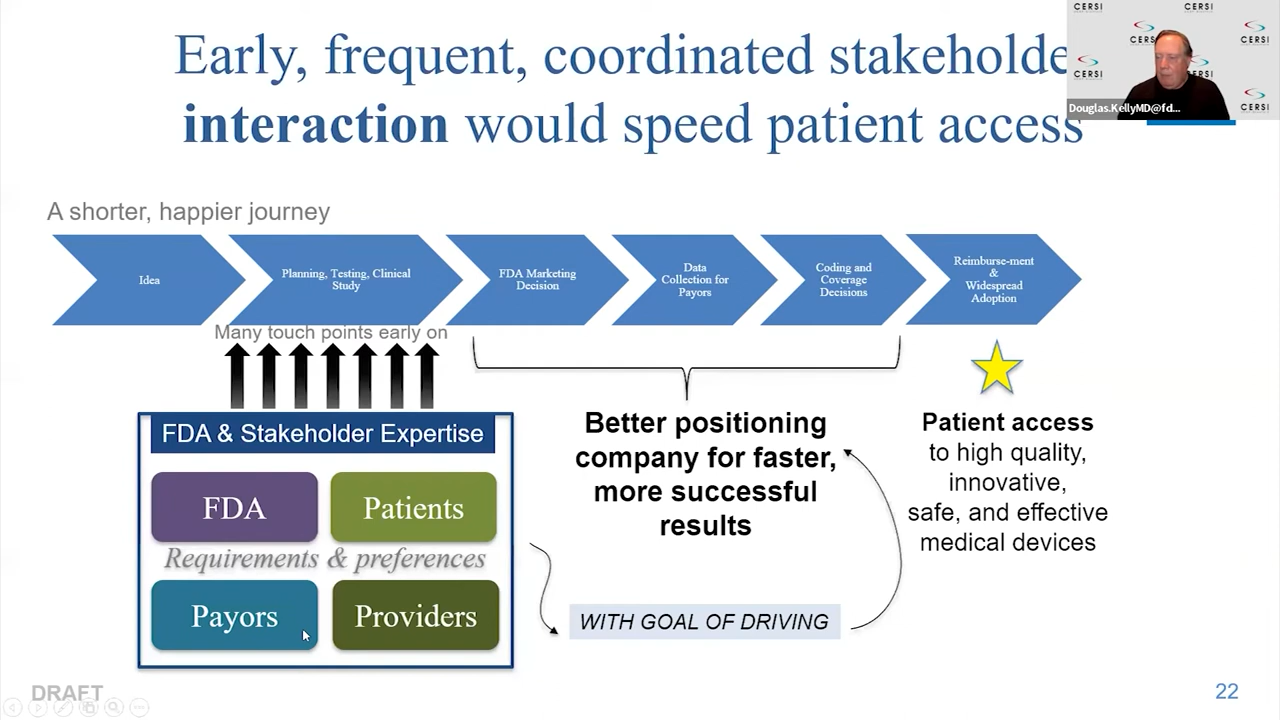 Early, frequent, coordinated stakeholde
interaction would speed patient access
CERSI
CERSI
CERSI
CERSI
CERSI
CERSI
CERSI
CERSI
Douglas.KellyMD@fd...
A shorter, happier journey
Idea
Planning, Testing, Clinical
Study
FDA Marketing
Decision
Data
Collection for
Payors
Coding and
Coverage
Decisions
Reimburse-ment
&
Widespread
Adoption
Many touch points early on
FDA & Stakeholder Expertise
FDA
Patients
Requirements & preferences
Payors
Providers
Better positioning
company for faster,
more successful
results
WITH GOAL OF DRIVING
Patient access
to high quality,
innovative,
safe, and effective
medical devices
DRAFT
22